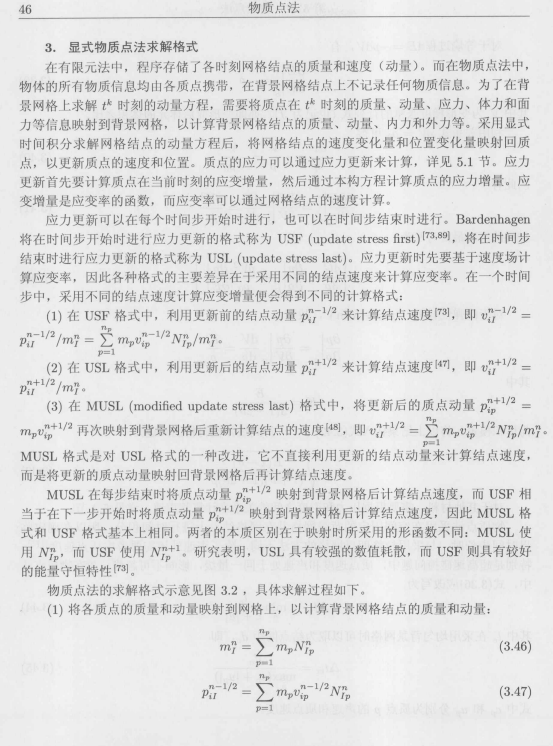 46 物质点法
3. 显式物质点法求解格式
在有限元法中，程序存储了各时刻网格结点的质量和速度（动量）。而在物质点法中，
物体的所有物质信息均由各质点携带，在背景网格结点上不记录任何物质信息。为了在背
景网格上求解 t^k 时刻的动量方程，需要将质点在 t^k 时刻的质量、动量、应力、体力和面
力等信息映射到背景网格，以计算背景网格结点的质量、动量、内力和外力等。采用显式
时间积分求解网格结点的动量方程后，将网格结点的速度变化量和位置变化量映射回质
点，以更新质点的速度和位置。质点的应力可以通过应力更新来计算，详见 5.1 节。应力
更新首先要计算质点在当前时刻的应变增量，然后通过本构方程计算质点的应力增量。应
变增量是应变率的函数，而应变率可以通过网格结点的速度计算。
应力更新可以在每个时间步开始时进行，也可以在时间步结束时进行。Bardenhagen
将在时间步开始时进行应力更新的格式称为 USF (update stress first)[73,89]，将在时间步
结束时进行应力更新的格式称为 USL (update stress last)。应力更新时先要基于速度场计
算应变率，因此各种格式的主要差异在于采用不同的结点速度来计算应变率。在一个时间
步中，采用不同的结点速度计算应变增量便会得到不同的计算格式：
(1) 在 USF 格式中，利用更新前的结点动量 p_{iI}^{n-1/2} 来计算结点速度[73]，即 v_{iI}^{n-1/2} =
p_{iI}^{n-1/2}/m_I^n = \sum_{p=1}^{n_p} m_p v_{ip}^{n-1/2} N_{Ip}^n/m_I^n。
(2) 在 USL 格式中，利用更新后的结点动量 p_{iI}^{n+1/2} 来计算结点速度[47]，即 v_{iI}^{n+1/2} =
p_{iI}^{n+1/2}/m_I^n。
(3) 在 MUSL (modified update stress last) 格式中，将更新后的质点动量 p_{ip}^{n+1/2} =
m_p v_{ip}^{n+1/2} 再次映射到背景网格后重新计算结点的速度[48]，即 v_{iI}^{n+1/2} = \sum_{p=1}^{n_p} m_p v_{ip}^{n+1/2} N_{Ip}^n/m_I^n。
MUSL 格式是对 USL 格式的一种改进，它不直接利用更新的结点动量来计算结点速度，
而是将更新的质点动量映射回背景网格后再计算结点速度。
MUSL 在每步结束时将质点动量 p_{ip}^{n+1/2} 映射到背景网格后计算结点速度，而 USF 相
当于在下一步开始时将质点动量 p_{ip}^{n+1/2} 映射到背景网格后计算结点速度，因此 MUSL 格
式和 USF 格式基本上相同。两者的本质区别在于映射时所采用的形函数不同：MUSL 使
用 N_{Ip}^n，而 USF 使用 N_{Ip}^{n+1}。研究表明，USL 具有较强的数值耗散，而 USF 则具有较好
的能量守恒特性[73]。
物质点法的求解格式示意见图 3.2，具体求解过程如下。
(1) 将各质点的质量和动量映射到网格上，以计算背景网格结点的质量和动量：
m_I^n = \sum_{p=1}^{n_p} m_p N_{Ip}^n (3.46)
p_{iI}^{n-1/2} = \sum_{p=1}^{n_p} m_p v_{ip}^{n-1/2} N_{Ip}^n (3.47)